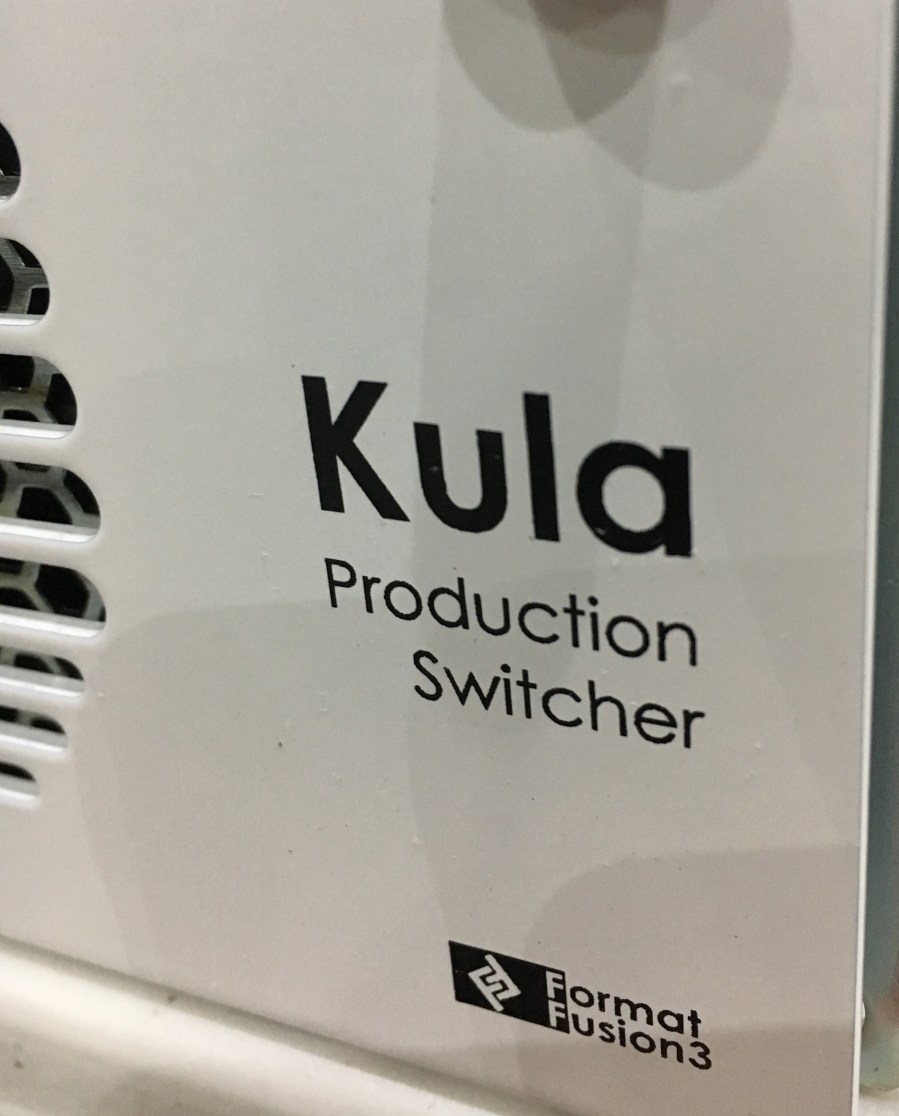 Kula
Production
Switcher
Format
Fusion3